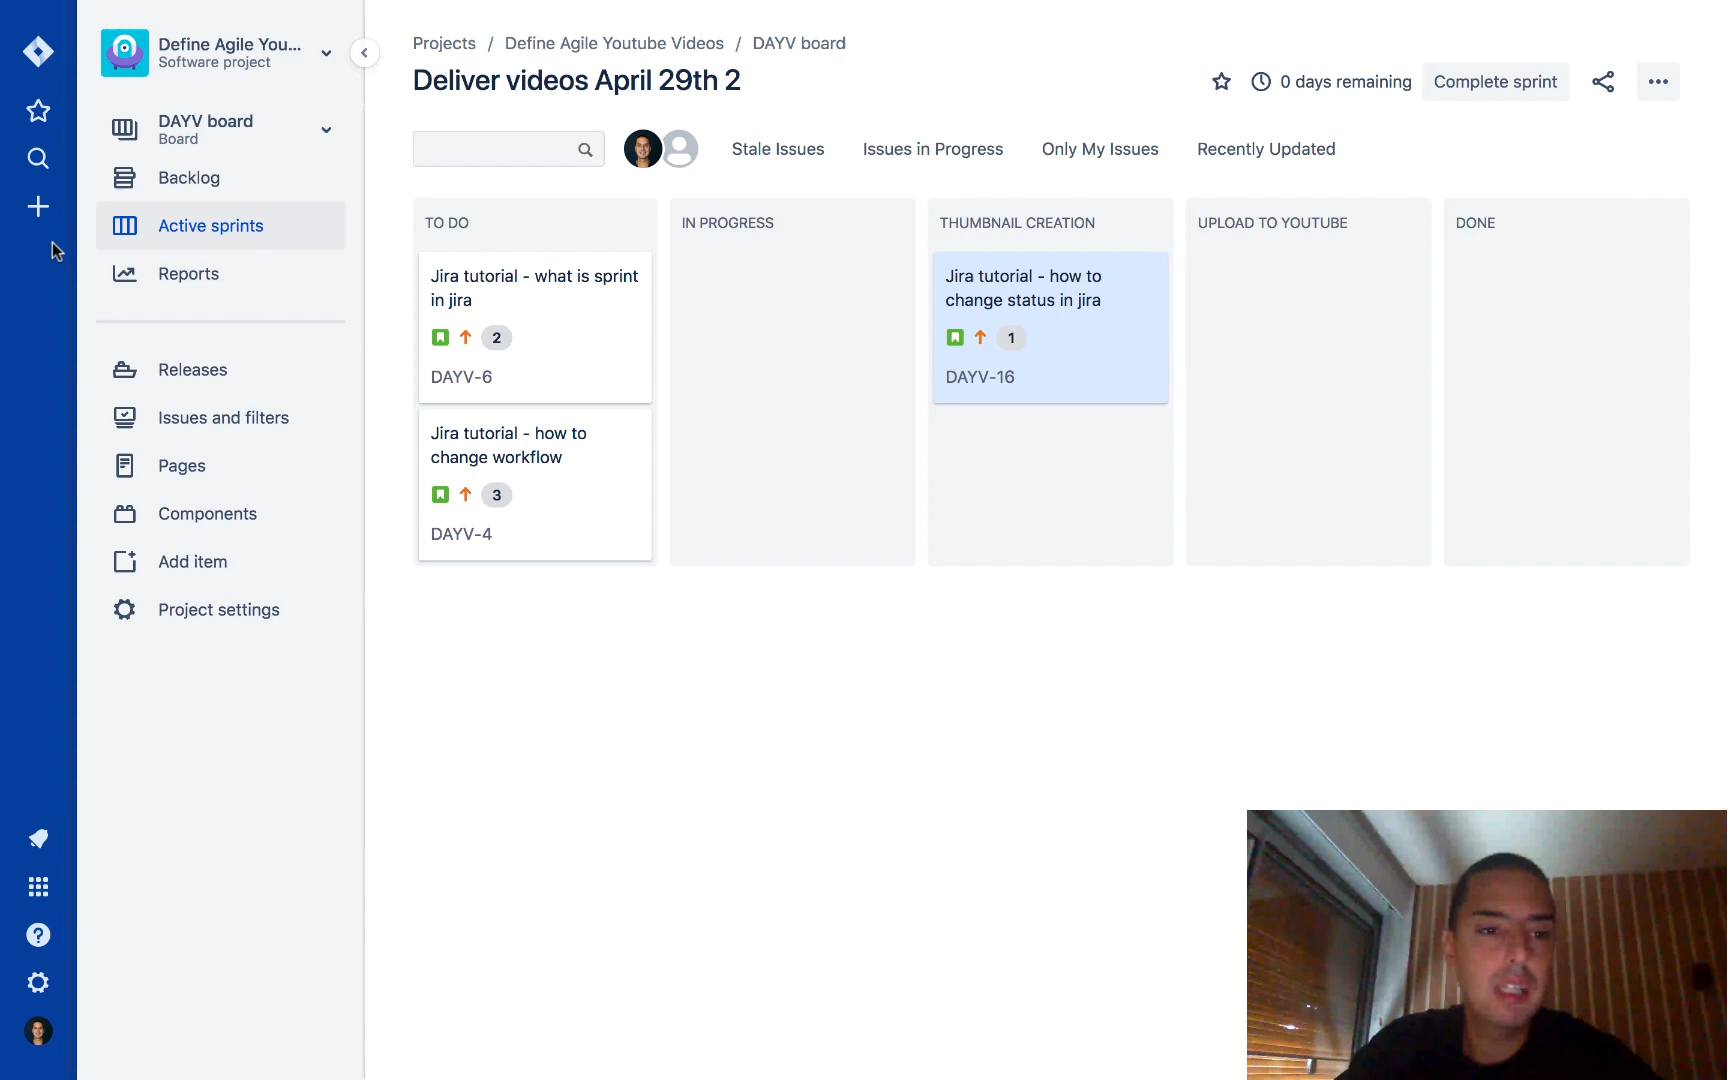 Define Agile You...
Software project
DAYV board
Board
Backlog
Active sprints
Reports
Releases
Issues and filters
Pages
Components
Add item
Project settings
Projects / Define Agile Youtube Videos / DAYV board
Deliver videos April 29th 2
0 days remaining
Complete sprint
Stale Issues
Issues in Progress
Only My Issues
Recently Updated
TO DO
Jira tutorial - what is sprint
in jira
2
DAYV-6
Jira tutorial - how to
change workflow
3
DAYV-4
IN PROGRESS
THUMBNAIL CREATION
Jira tutorial - how to
change status in jira
1
DAYV-16
UPLOAD TO YOUTUBE
DONE